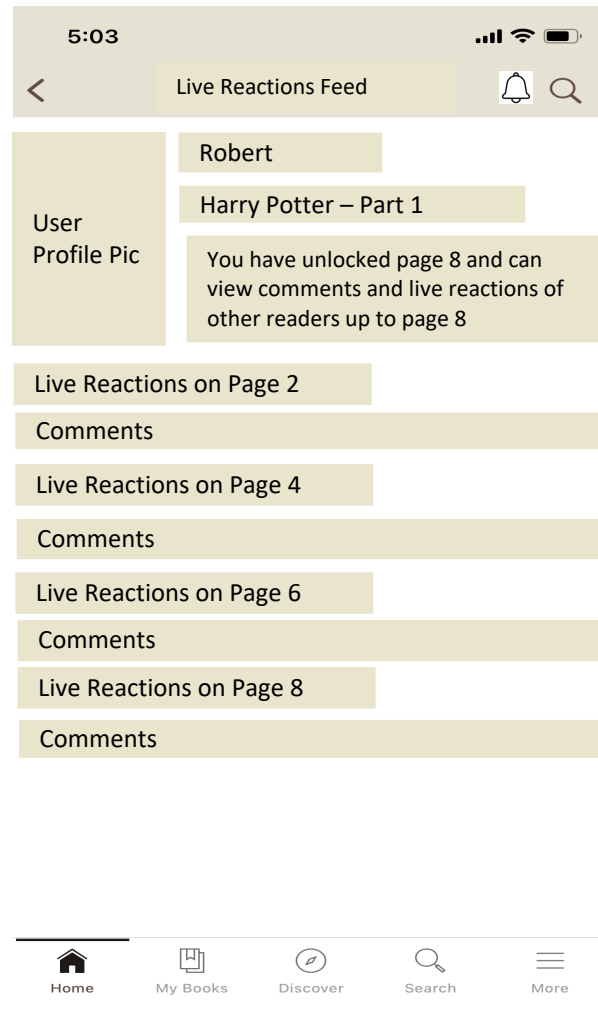 5:03
Live Reactions Feed
Robert
Harry Potter – Part 1
User
Profile Pic
You have unlocked page 8 and can
view comments and live reactions of
other readers up to page 8
Live Reactions on Page 2
Comments
Live Reactions on Page 4
Comments
Live Reactions on Page 6
Comments
Live Reactions on Page 8
Comments
Home My Books Discover Search More